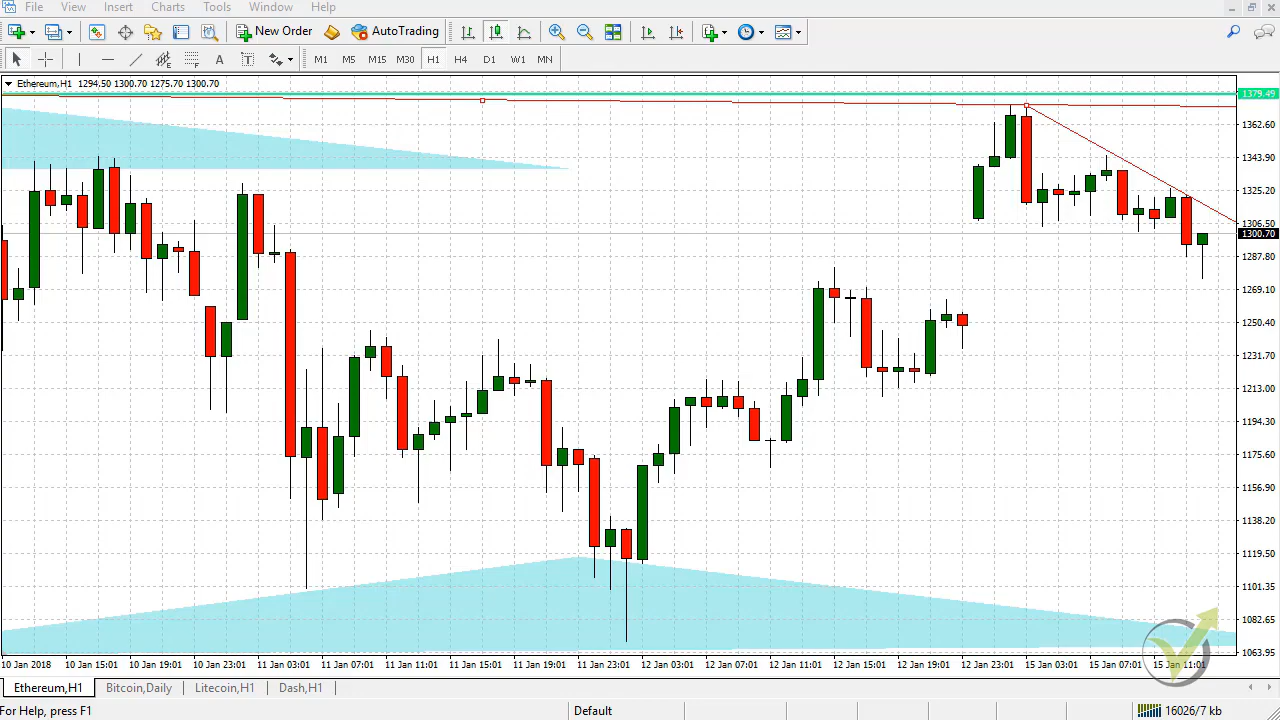 File View Insert Charts Tools Window Help
New Order AutoTrading
A T M1 M5 M15 M30 H1 H4 D1 W1 MN
Ethereum,H1 1294.50 1300.70 1275.70 1300.70
1379.49
1362.60
1343.90
1325.20
1306.50
1300.70
1287.80
1269.10
1250.40
1231.70
1213.00
1194.30
1175.60
1156.90
1138.20
1119.50
1101.35
1082.65
1063.95
10 Jan 2018 10 Jan 15:01 10 Jan 19:01 10 Jan 23:01 11 Jan 03:01 11 Jan 07:01 11 Jan 11:01 11 Jan 15:01 11 Jan 19:01 11 Jan 23:01 12 Jan 03:01 12 Jan 07:01 12 Jan 11:01 12 Jan 15:01 12 Jan 19:01 12 Jan 23:01 15 Jan 03:01 15 Jan 07:01 15 Jan 11:01
Ethereum,H1 Bitcoin,Daily Litecoin,H1 Dash,H1
For Help, press F1 Default 16026/7 kb